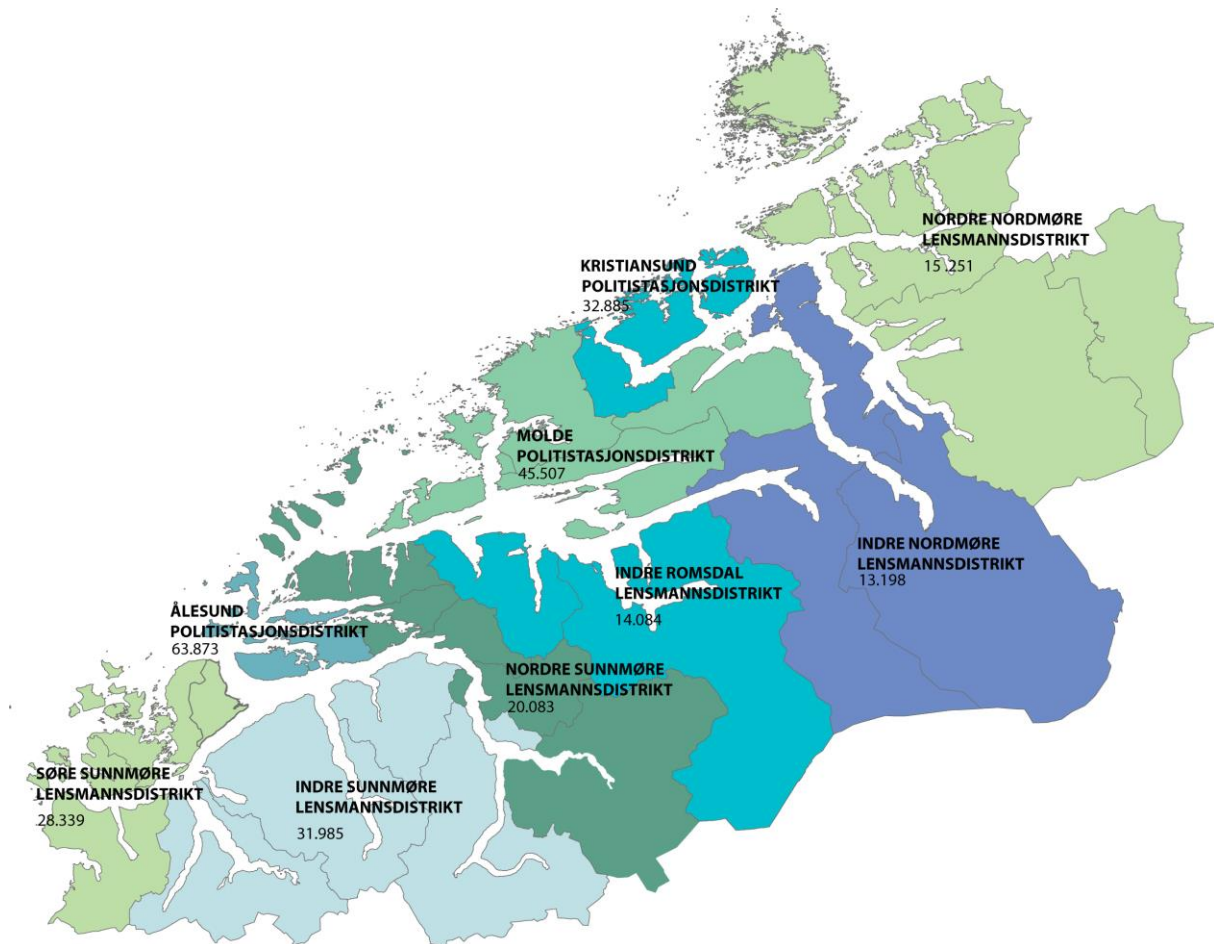 NORDRE NORDMØRE
LENSMANNSDISTRIKT
15 .251
KRISTIANSUND
POLITISTASJONSDISTRIKT
32.885
MOLDE
POLITISTASJONSDISTRIKT
45.507
INDRE NORDMØRE
LENSMANNSDISTRIKT
13.198
INDRE ROMSDAL
LENSMANNSDISTRIKT
14.084
ÅLESUND
POLITISTASJONSDISTRIKT
63.873
NORDRE SUNNMØRE
LENSMANNSDISTRIKT
20.083
SØRE SUNNMØRE
LENSMANNSDISTRIKT
28.339
INDRE SUNNMØRE
LENSMANNSDISTRIKT
31.985